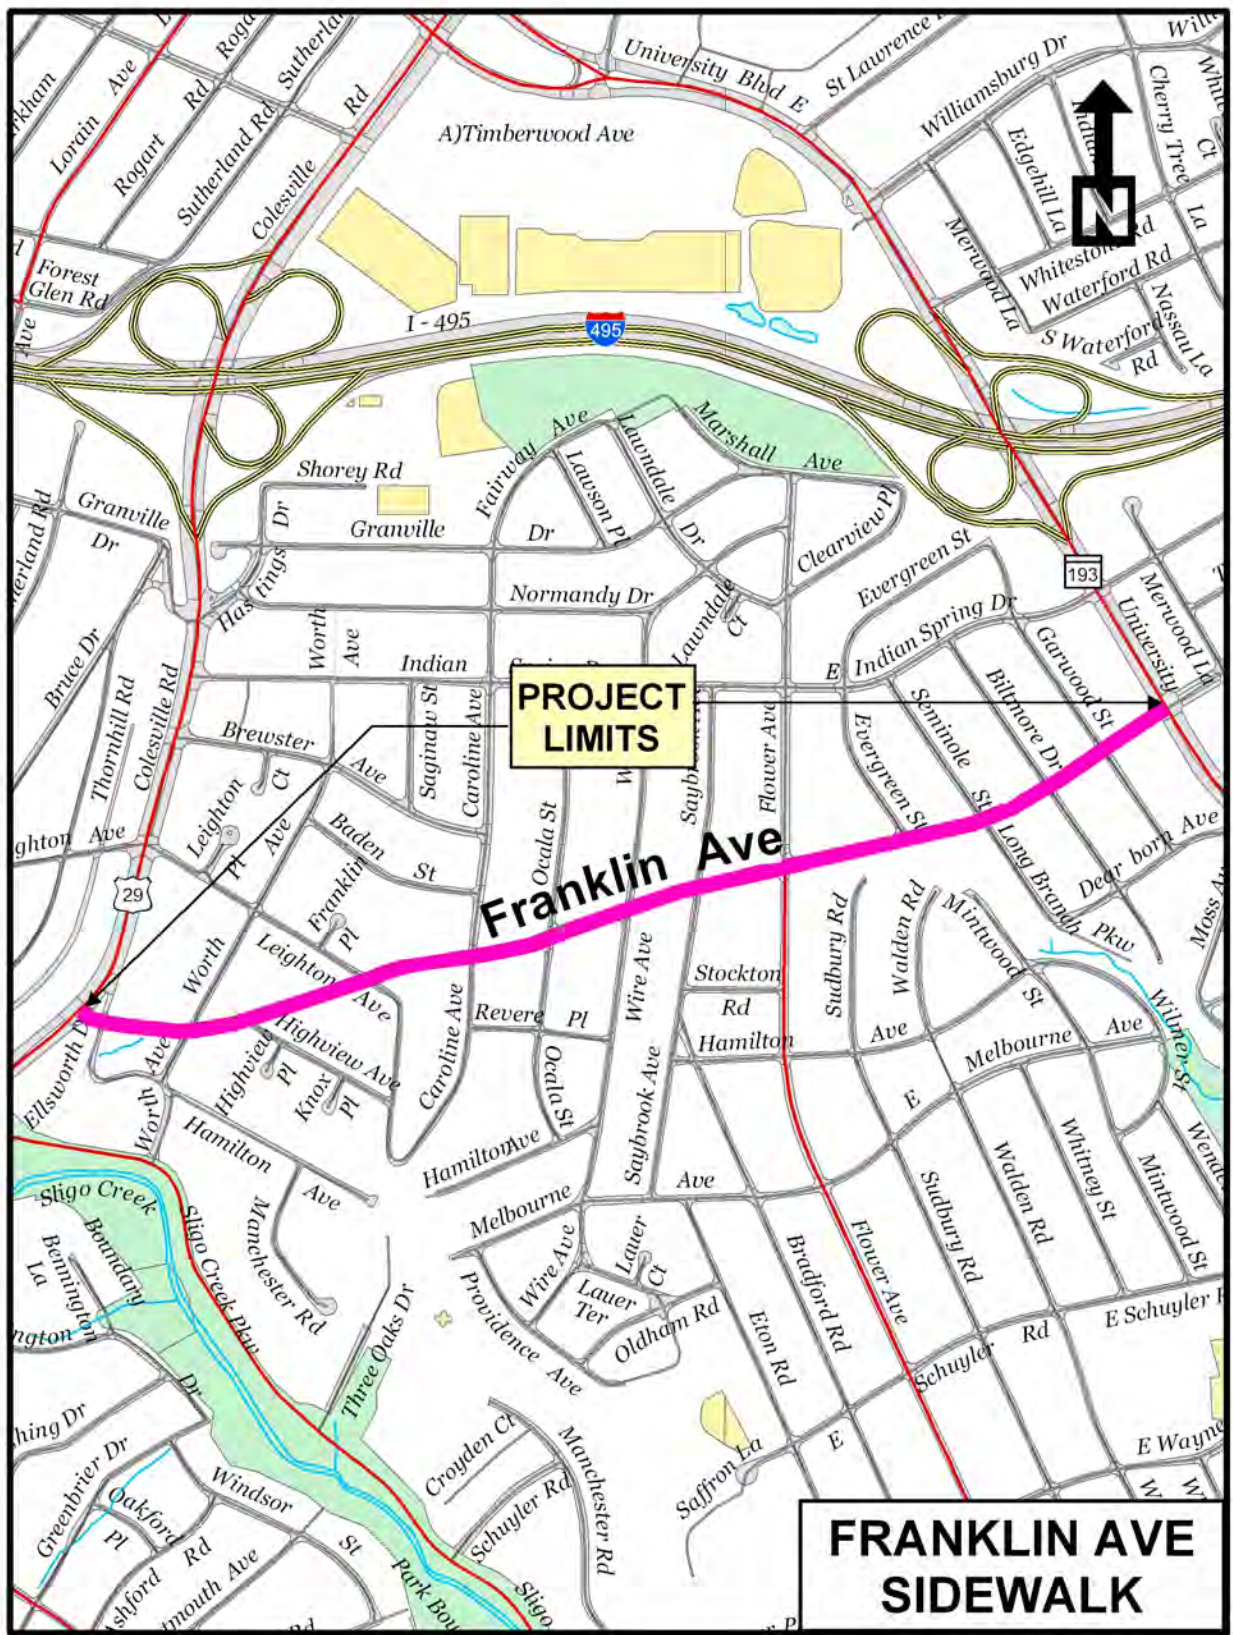 University Blvd E
St Lawrence
Williamsburg Dr
Lorain Ave
Rogart Rd
Sutherland Rd
Colesville Rd
A)Timberwood Ave
Edgehill La
Cherry Tree La
Ct
N
Forest
Glen Rd
Ave
Merwood La
Whitestone Rd
Waterford Rd
S Waterford
Rd
Nassau La
I - 495
495
Fairway Ave
Lawndale Dr
Marshall Ave
Shorey Rd
Lawson Pl
Clearview Pl
Granville Dr
Granville Dr
Hastings Dr
Evergreen St
193
Normandy Dr
Lawndale
Ct
Merwood La
University
Worth Ave
Indian
E Indian Spring Dr
Garwood St
Bruce Dr
Thornhill Rd
Colesville Rd
PROJECT
LIMITS
Brewster Ave
Saginaw St
Caroline Ave
Flower Ave
Evergreen St
Seminole St
Biltmore Dr
Leighton Pl
Ct
Ave
Baden St
Ocala St
Franklin Ave
Long Branch Pkw
Dear born Ave
29
Franklin Pl
Leighton Ave
Worth
Wire Ave
Stockton
Rd
Sudbury Rd
Walden Rd
Mintwood St
Revere Pl
Hamilton
Ave
Melbourne Ave
Wilmer St
Highview Ave
Highview Pl
Knox Pl
Caroline Ave
Ocala St
Saybrook Ave
Ellsworth D
Worth Ave
Hamilton Ave
Hamilton Ave
Melbourne
Ave
E
Sudbury Rd
Walden Rd
Whitney St
Mintwood St
Sligo Creek
Sligo Creek Pkw
Boundary
Bennington
La
Manchester Rd
Three Oaks Dr
Providence Ave
Wire Ave
Lauer Ct
Lauer
Ter
Oldham Rd
Eton Rd
Bradford Rd
Flower Ave
Schuyler Rd
E Schuyler
Dr
Greenbrier Dr
Oakford
Pl
Windsor St
Croyden Ct
Schuyler Rd
Manchester Rd
Saffron La
E
E Wayne
Rd
Park
Sligo
FRANKLIN AVE
SIDEWALK